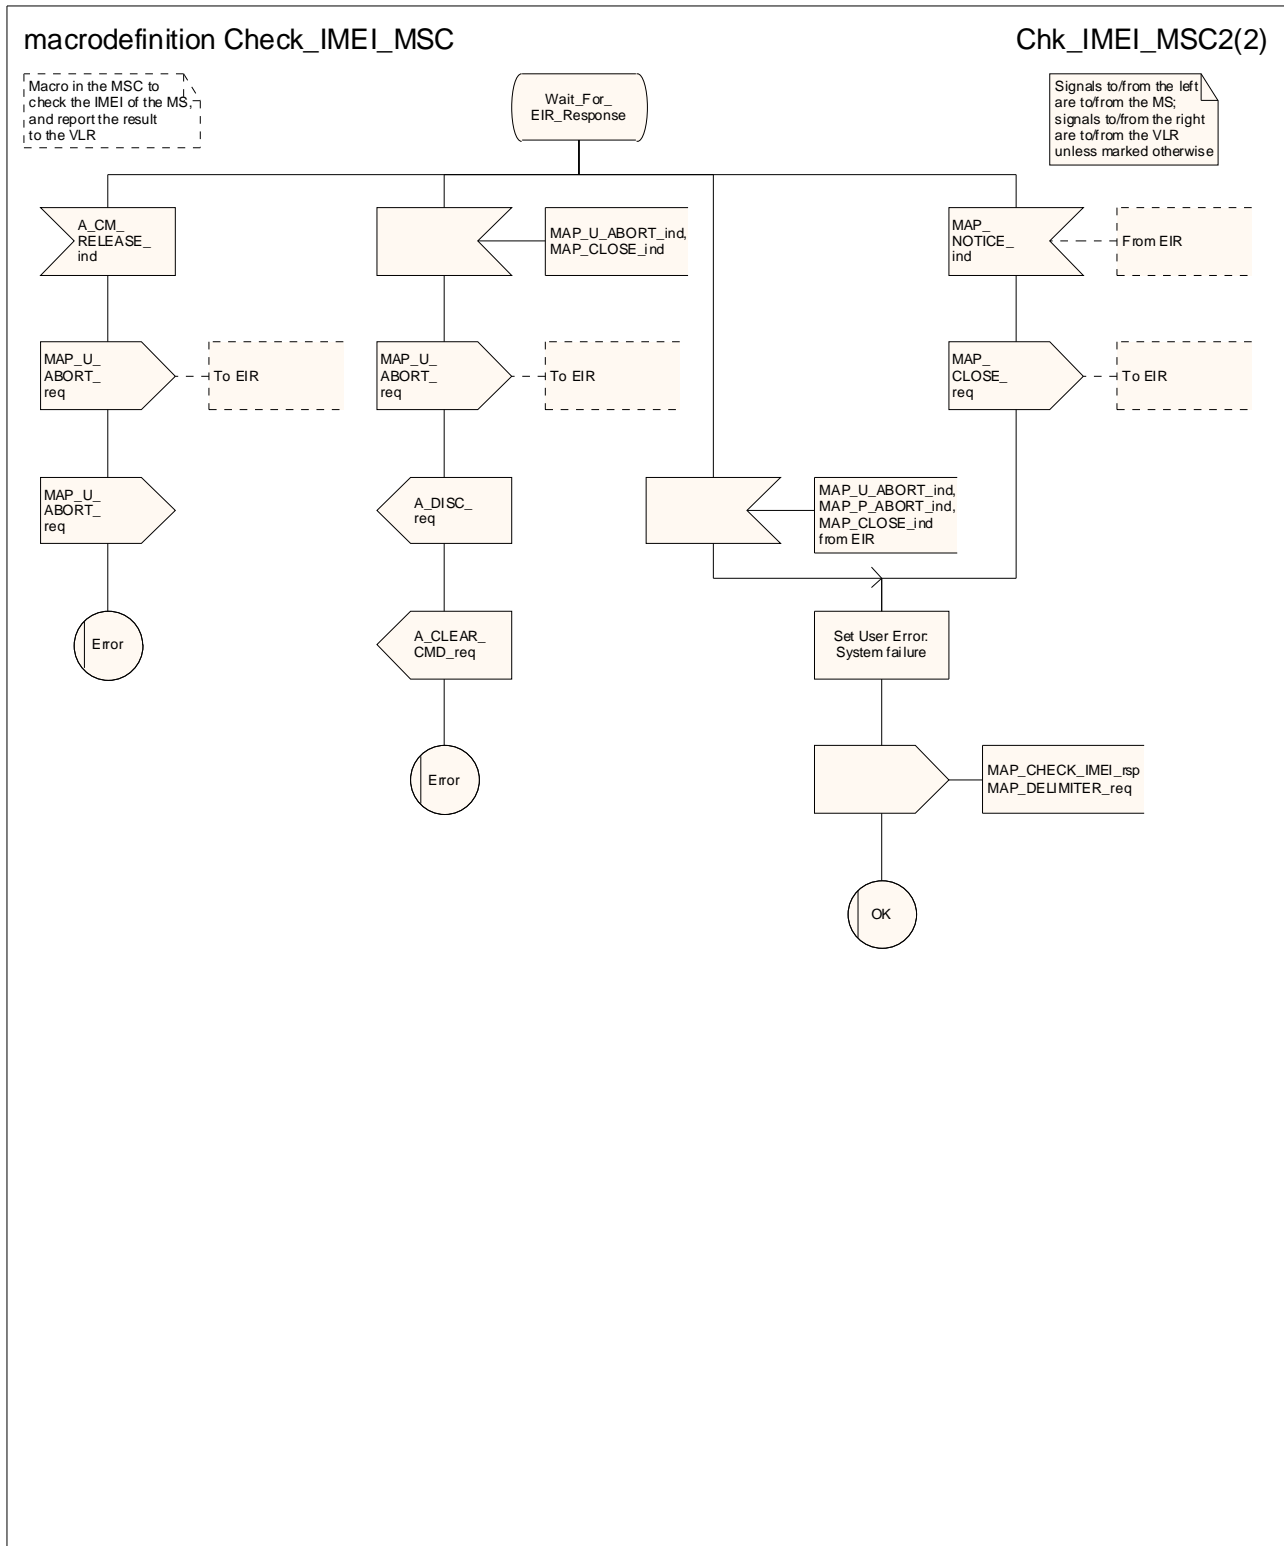 macrodefinition Check_IMEI_MSC
Chk_IMEI_MSC2(2)
Macro in the MSC to
check the IMEI of the MS,
and report the result
to the VLR
Wait_For_
EIR_Response
Signals to/from the left
are to/from the MS;
signals to/from the right
are to/from the VLR
unless marked otherwise
A_CM_
RELEASE_
ind
MAP_U_ABORT_ind,
MAP_CLOSE_ind
MAP_
NOTICE_
ind
From EIR
MAP_U_
ABORT_
req
To EIR
MAP_U_
ABORT_
req
To EIR
MAP_
CLOSE_
req
To EIR
MAP_U_
ABORT_
req
A_DISC_
req
MAP_U_ABORT_ind,
MAP_P_ABORT_ind,
MAP_CLOSE_ind
from EIR
Error
A_CLEAR_
CMD_req
Set User Error:
System failure
Error
MAP_CHECK_IMEI_rsp
MAP_DELIMITER_req
OK